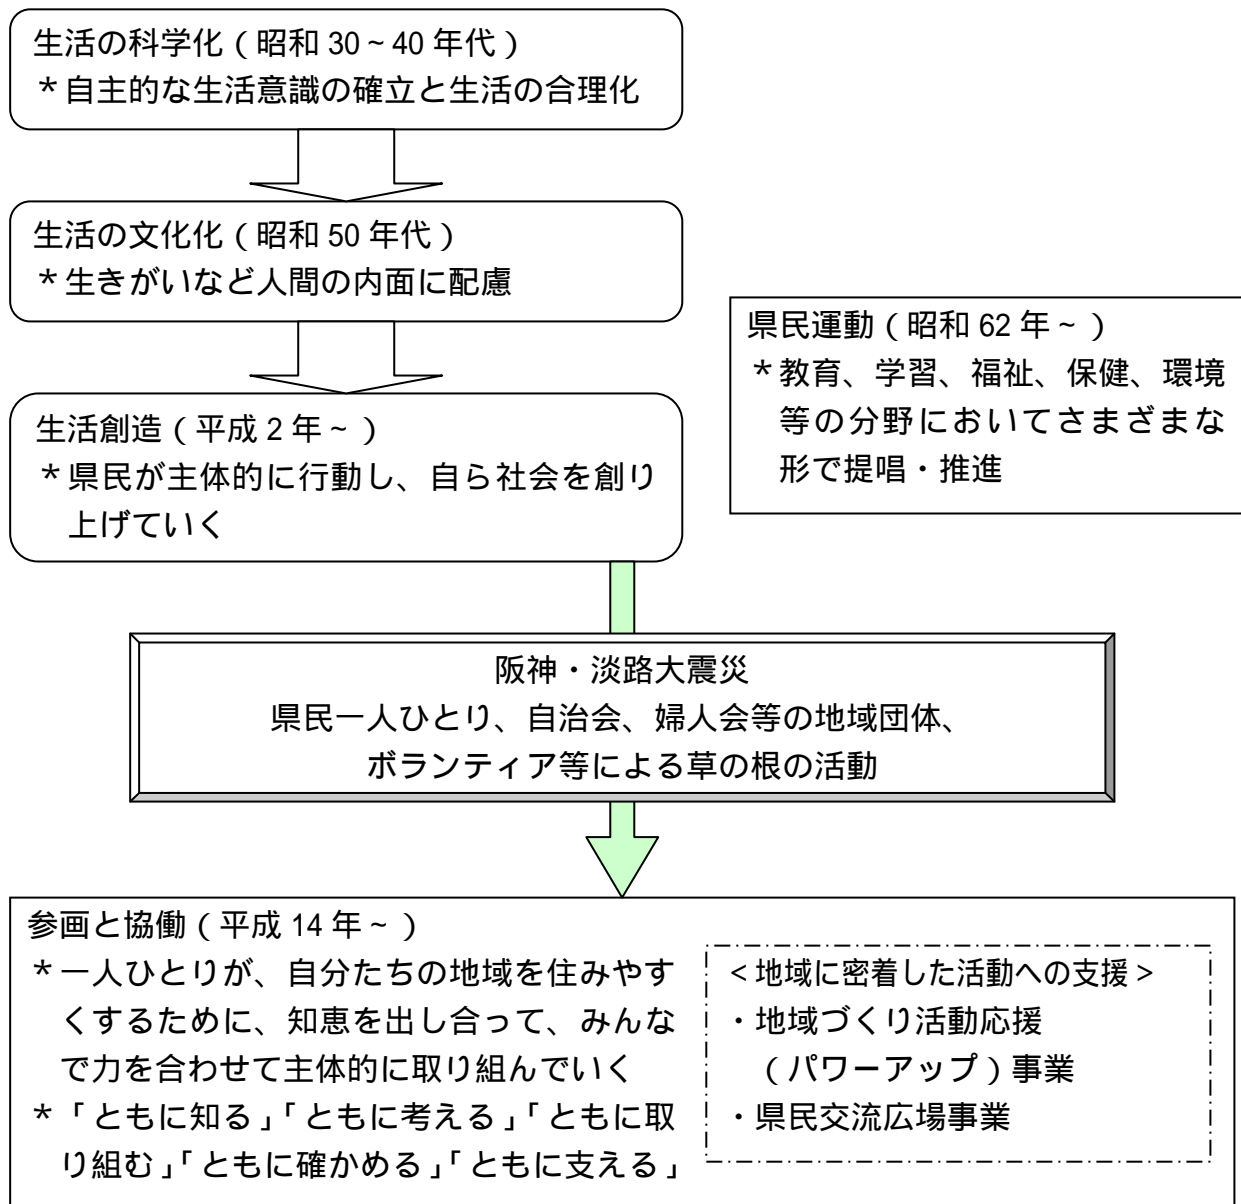 生活の科学化(昭和 30~40 年代)
*自主的な生活意識の確立と生活の合理化
生活の文化化(昭和 50 年代)
*生きがいなど人間の内面に配慮
県民運動(昭和 62 年~)
*教育、学習、福祉、保健、環境
等の分野においてさまざまな
形で提唱・推進
生活創造(平成 2 年~)
*県民が主体的に行動し、自ら社会を創り
上げていく
阪神・淡路大震災
県民一人ひとり、自治会、婦人会等の地域団体、
ボランティア等による草の根の活動
参画と協働(平成 14 年~)
*一人ひとりが、自分たちの地域を住みやす
くするために、知恵を出し合って、みんな
で力を合わせて主体的に取り組んでいく
*「ともに知る」「ともに考える」「ともに取
り組む」「ともに確かめる」「ともに支える」
<地域に密着した活動への支援>
・地域づくり活動応援
(パワーアップ)事業
・県民交流広場事業